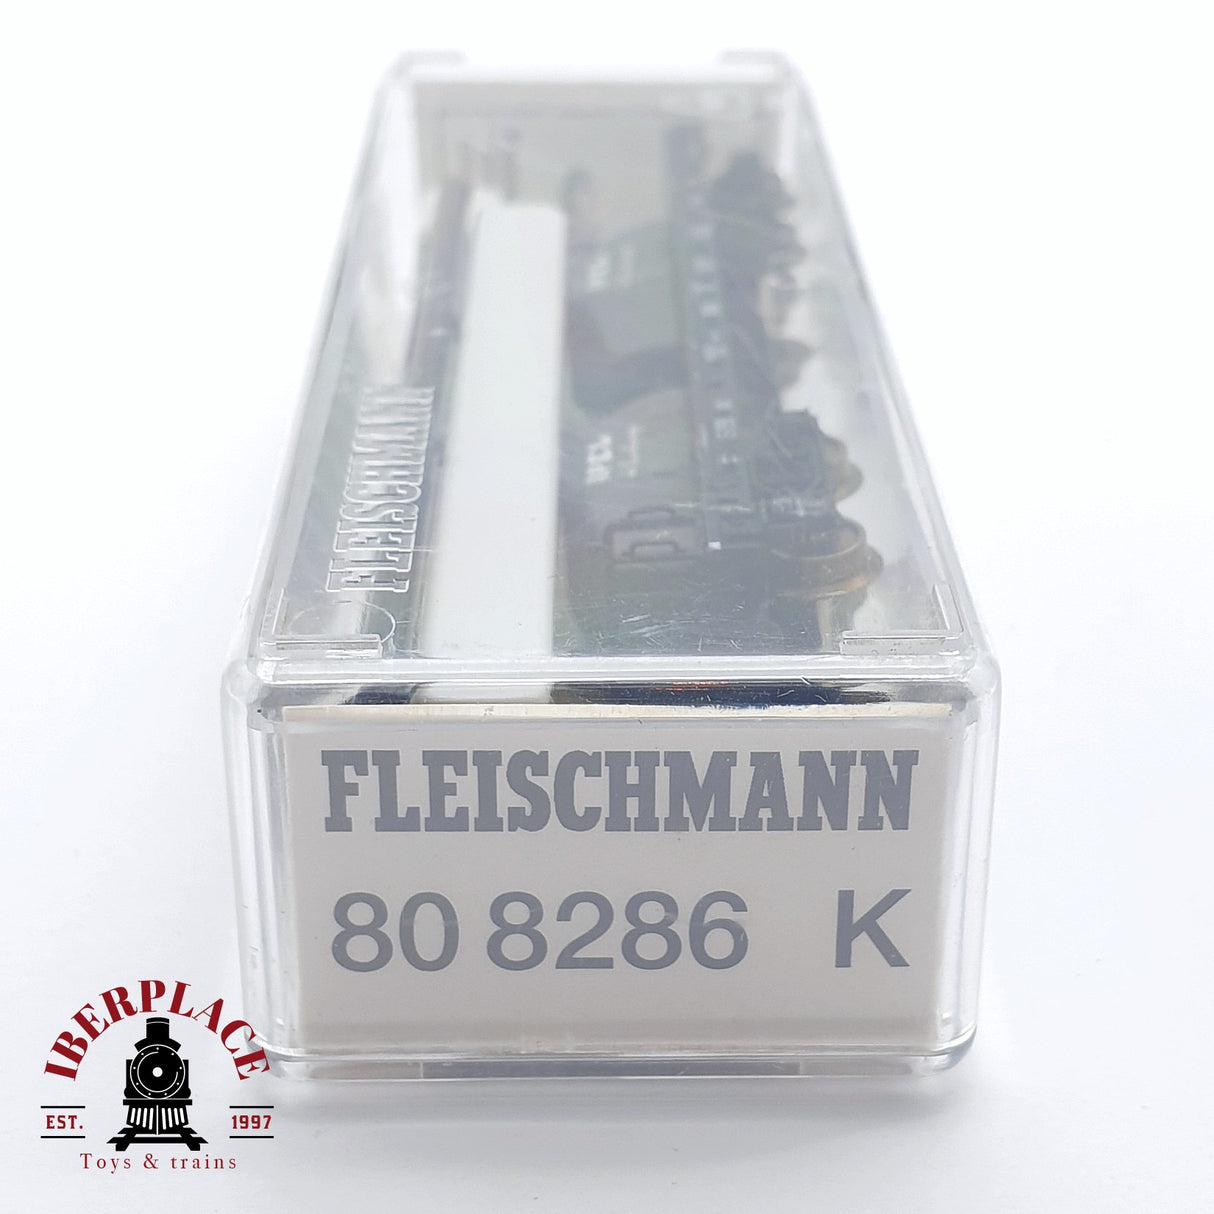 FLEISCHMANN
FLEISCHMANN
80 8286 K
IBERPLACE
EST. 1997
Toys & trains